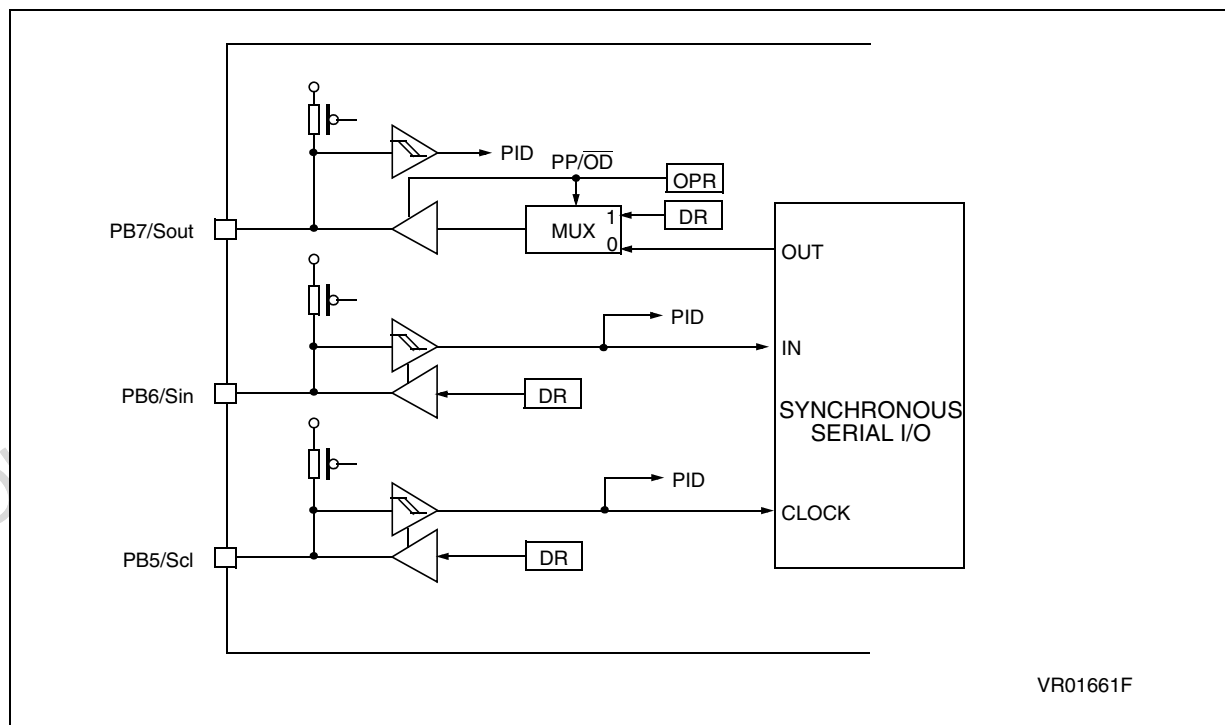 PID
PP/OD
OPR
DR
PB7/Sout
MUX
1
0
OUT
PID
IN
PB6/Sin
DR
SYNCHRONOUS
SERIAL I/O
PID
CLOCK
PB5/Scl
DR
VR01661F